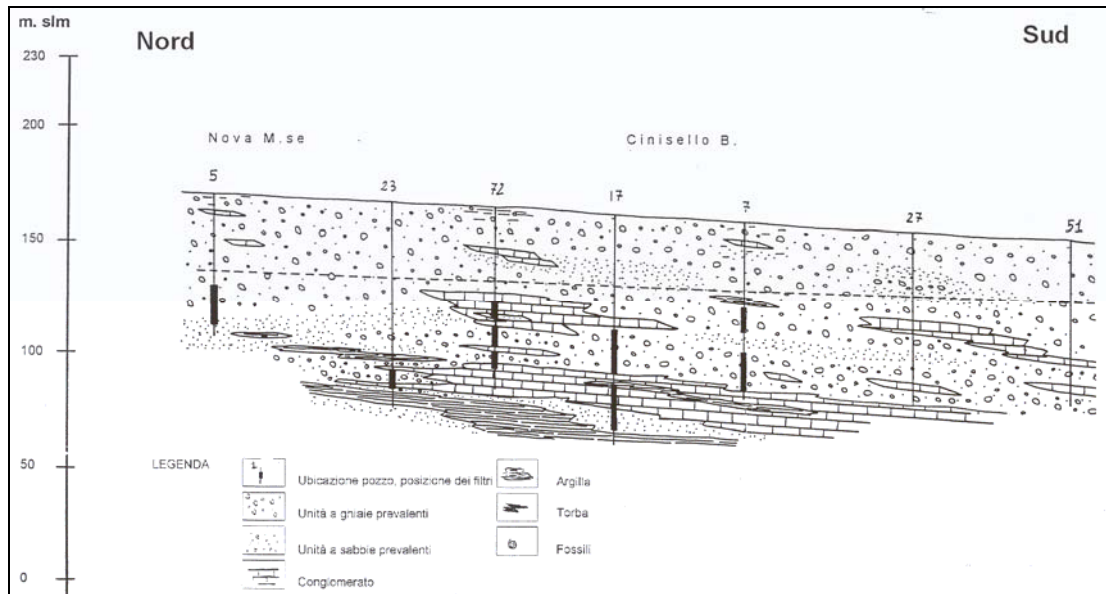 m. slm
Nord
Sud
230
200
Nova M.se
Cinisello B.
5
23
72
17
7
27
51
150
100
50
0
LEGENDA
1
Ubicazione pozzo, posizione dei filtri
Argilla
Unità a ghiaie prevalenti
Torba
Unità a sabbie prevalenti
Fossili
Conglomerato